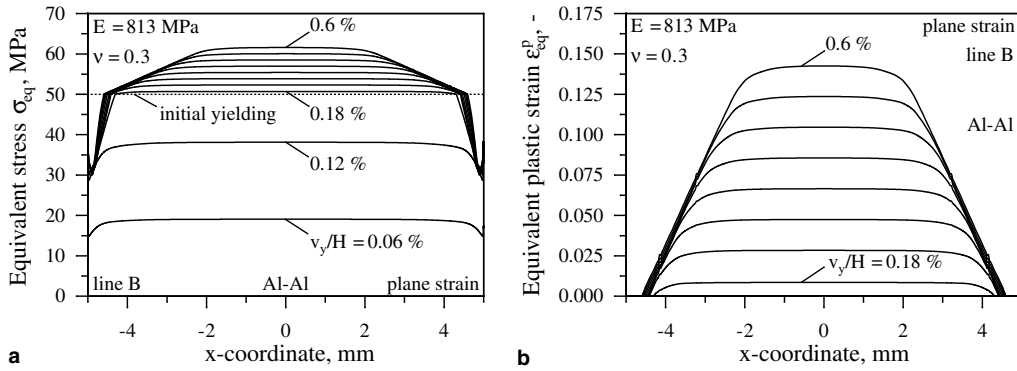 Equivalent stress σeq, MPa
70
60
50
40
30
20
10
0
E = 813 MPa
ν = 0.3
0.6 %
initial yielding
0.18 %
0.12 %
vy/H = 0.06 %
line B
Al-Al
plane strain
-4
-2
0
2
4
x-coordinate, mm
a
Equivalent plastic strain ε^p_eq, -
0.175
0.150
0.125
0.100
0.075
0.050
0.025
0.000
E = 813 MPa
ν = 0.3
0.6 %
plane strain
line B
Al-Al
vy/H = 0.18 %
-4
-2
0
2
4
x-coordinate, mm
b